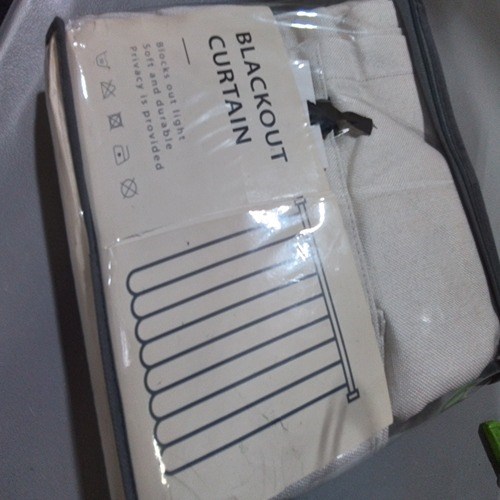 BLACKOUT
CURTAIN
Blocks out light
Soft and durable
Privacy is provided